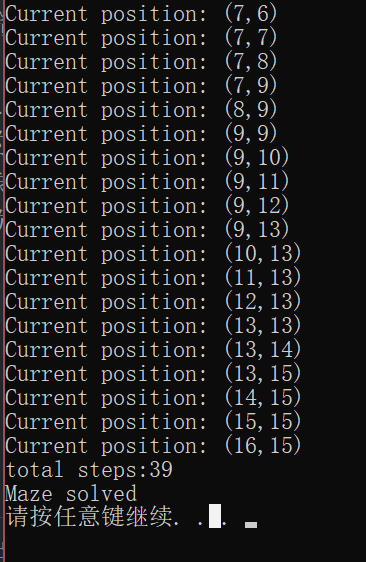 Current position: (7,6)
Current position: (7,7)
Current position: (7,8)
Current position: (7,9)
Current position: (8,9)
Current position: (9,9)
Current position: (9,10)
Current position: (9,11)
Current position: (9,12)
Current position: (9,13)
Current position: (10,13)
Current position: (11,13)
Current position: (12,13)
Current position: (13,13)
Current position: (13,14)
Current position: (13,15)
Current position: (14,15)
Current position: (15,15)
Current position: (16,15)
total steps:39
Maze solved
请按任意键继续. . .